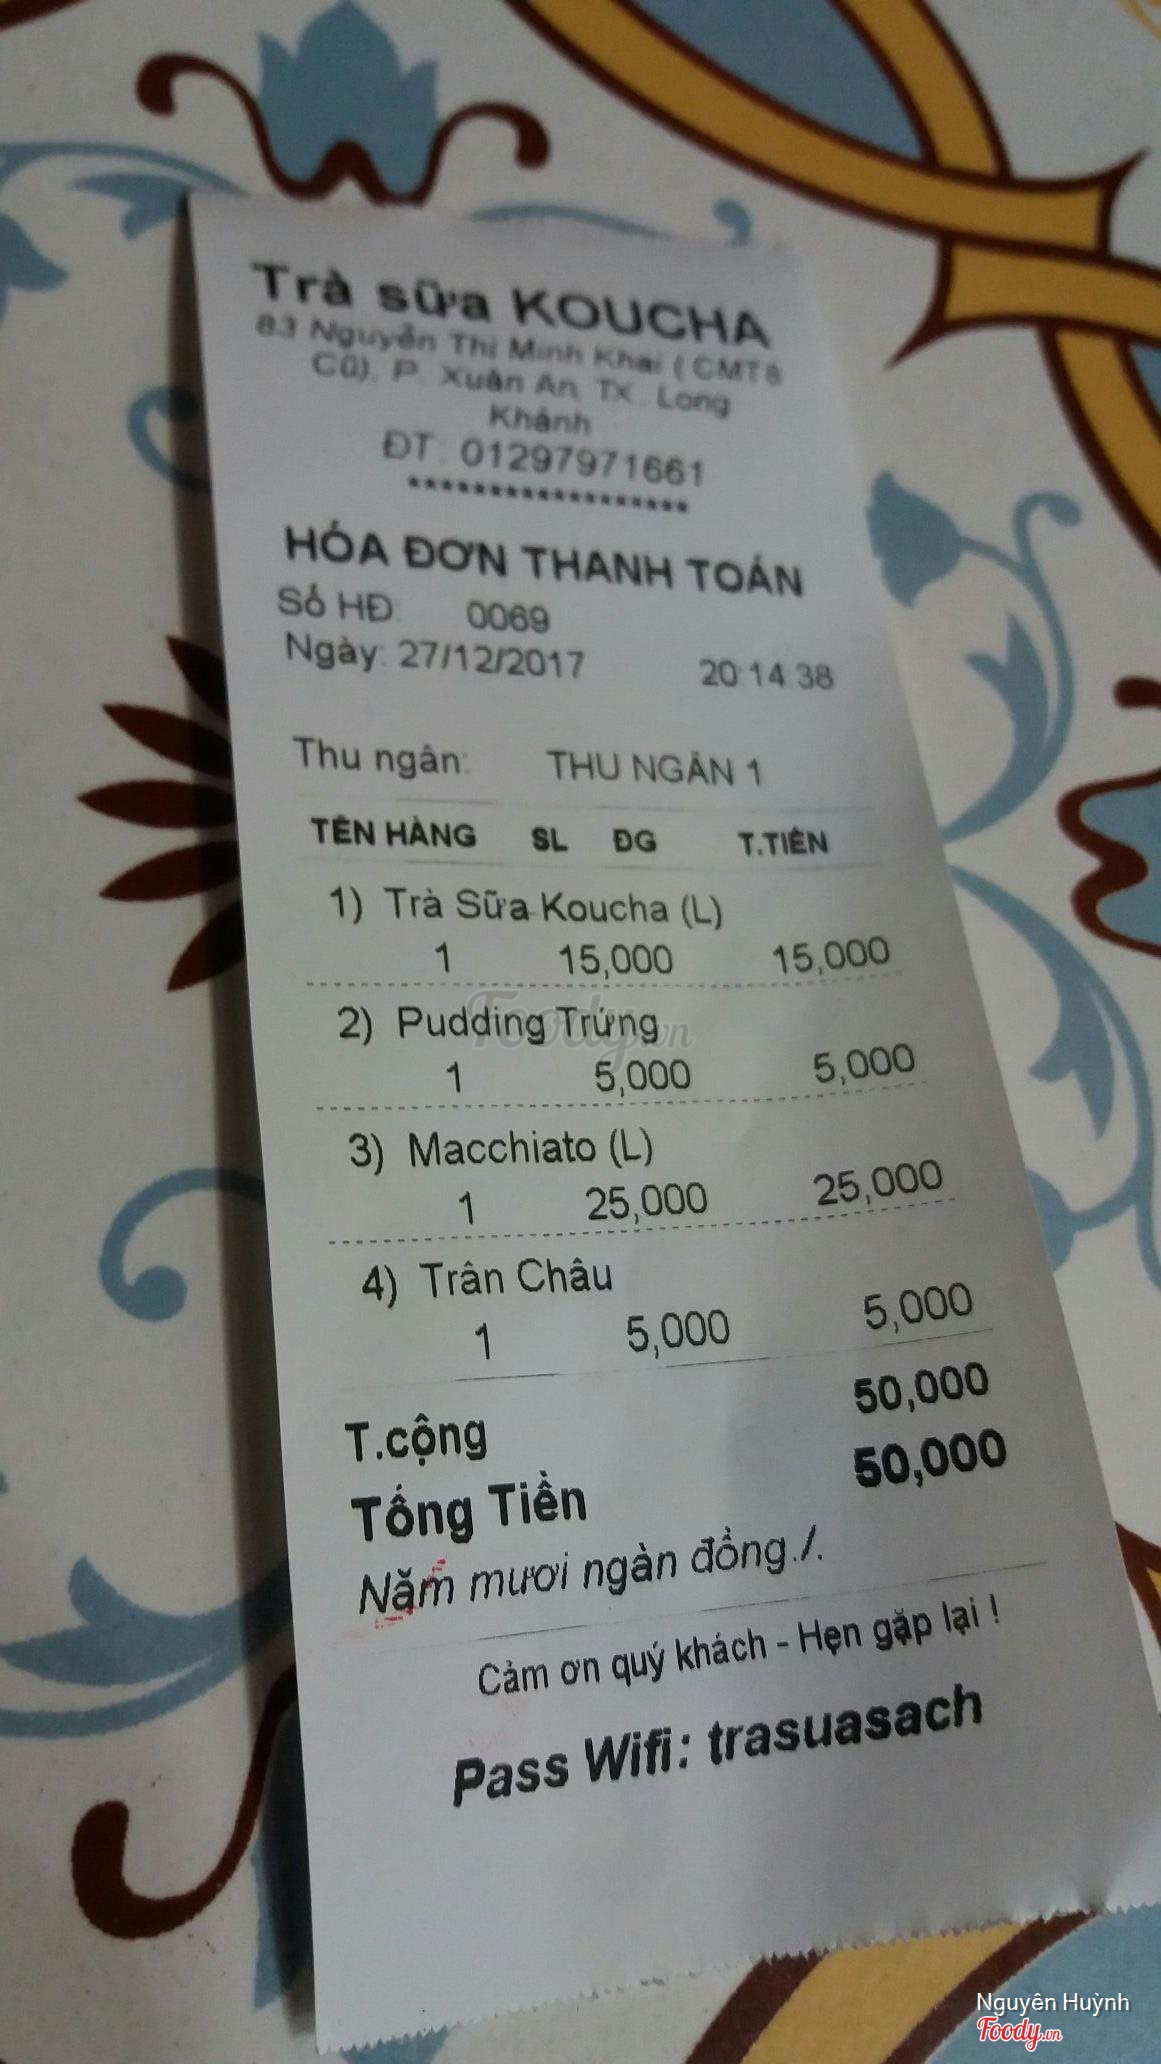 Trà sữa KOUCHA
83 Nguyễn Thị Minh Khai ( CMT8
Cũ), P. Xuân An, TX. Long
Khánh
ĐT: 01297971661
******************
HÓA ĐƠN THANH TOÁN
Số HĐ: 0069
Ngày: 27/12/2017 20:14:38
Thu ngân: THU NGÂN 1
TÊN HÀNG SL ĐG T.TIỀN
1) Trà Sữa Koucha (L)
1 15,000 15,000
2) Pudding Trứng
1 5,000 5,000
3) Macchiato (L)
1 25,000 25,000
4) Trân Châu
1 5,000 5,000
T.cộng 50,000
Tổng Tiền 50,000
Năm mươi ngàn đồng./.
Cảm ơn quý khách - Hẹn gặp lại !
Pass Wifi: trasuasach
Foody.vn
Nguyên Huỳnh
Foody.vn